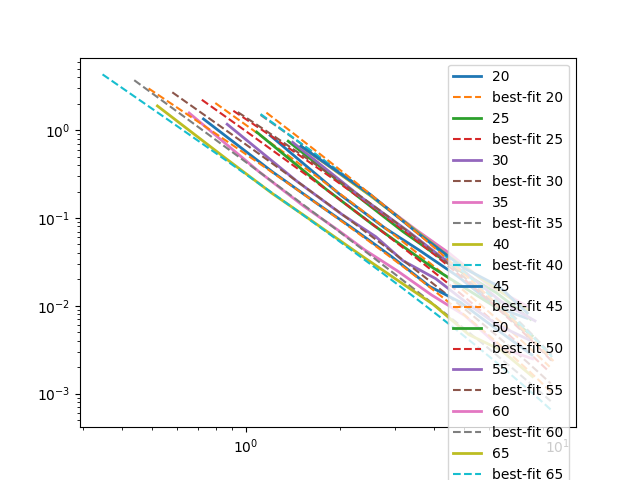 10⁰
10⁻¹
10⁻²
10⁻³
10⁰
10¹
20
best-fit 20
25
best-fit 25
30
best-fit 30
35
best-fit 35
40
best-fit 40
45
best-fit 45
50
best-fit 50
55
best-fit 55
60
best-fit 60
65
best-fit 65